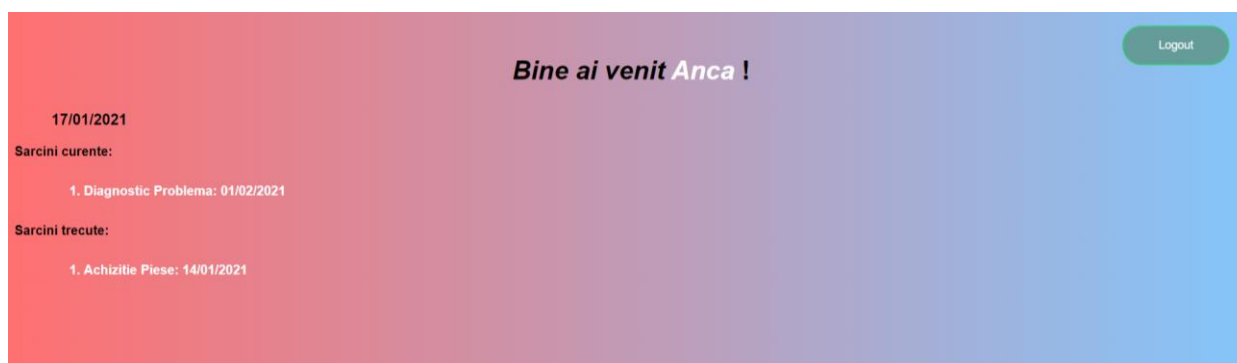 Logout
Bine ai venit Anca !
17/01/2021
Sarcini curente:
1. Diagnostic Problema: 01/02/2021
Sarcini trecute:
1. Achizitie Piese: 14/01/2021